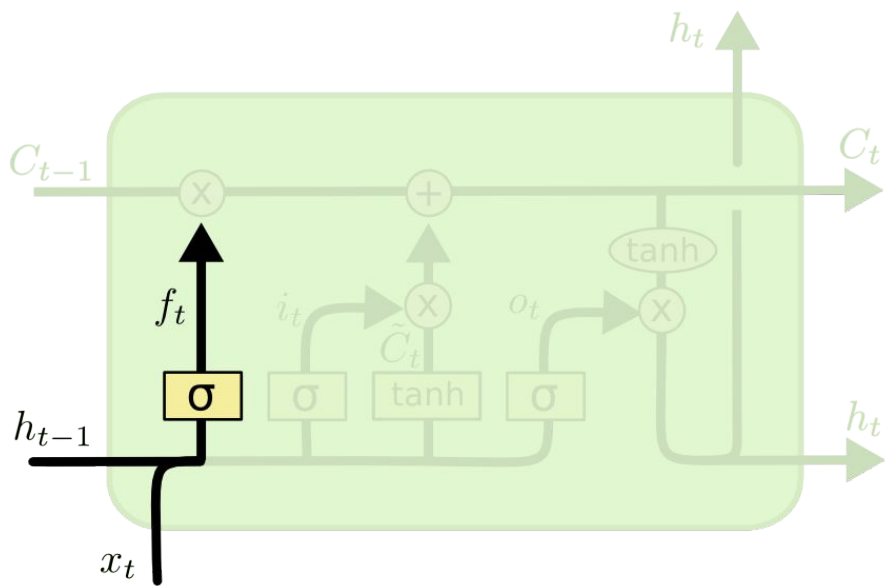 h_t
C_{t-1}
C_t
x
+
tanh
f_t
i_t
x
o_t
x
C̃_t
σ
σ
tanh
σ
h_{t-1}
h_t
x_t